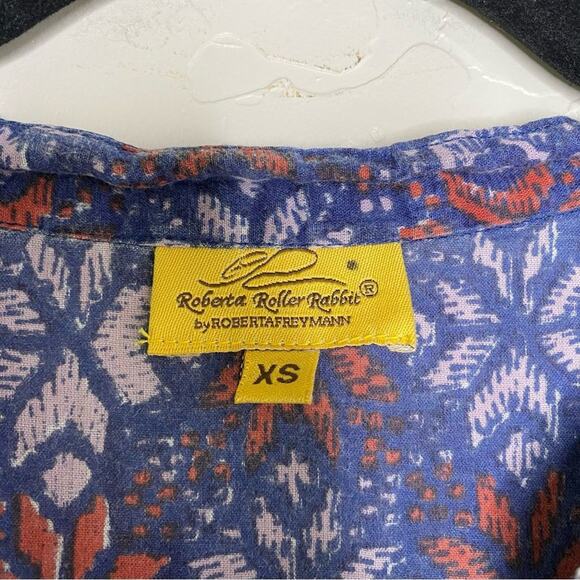 Roberta Roller Rabbit®
by ROBERTAFREYMANN
XS